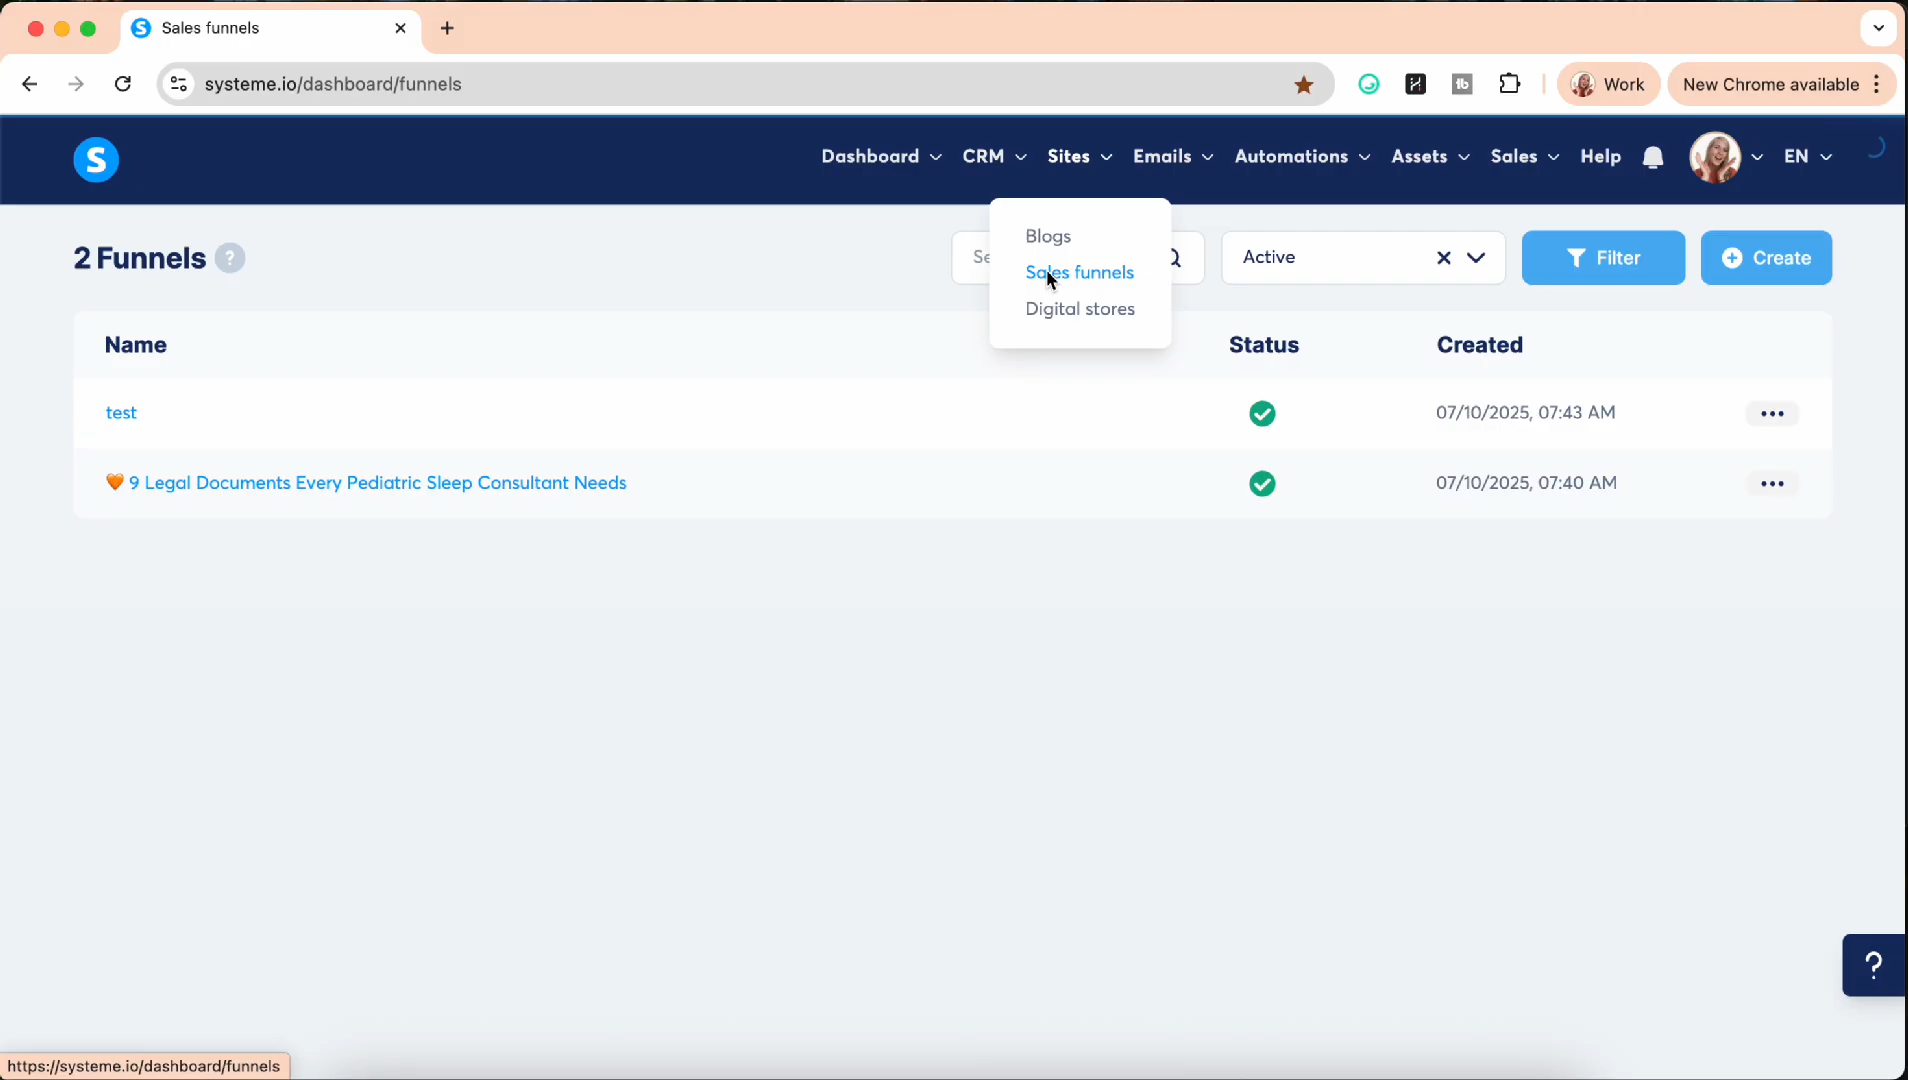 Sales funnels
systeme.io/dashboard/funnels
Work
New Chrome available
S
Dashboard
CRM
Sites
Emails
Automations
Assets
Sales
Help
EN
Blogs
Sales funnels
Digital stores
2 Funnels
?
Se
Active
Filter
Create
Name
Status
Created
test
07/10/2025, 07:43 AM
🧡 9 Legal Documents Every Pediatric Sleep Consultant Needs
07/10/2025, 07:40 AM
?
https://systeme.io/dashboard/funnels